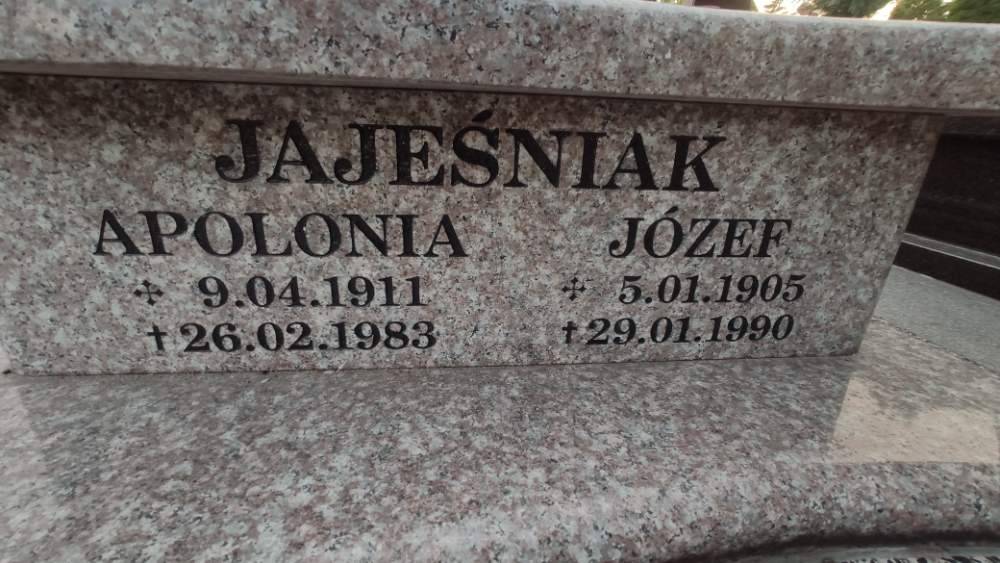 JAJEŚNIAK
APOLONIA JÓZEF
✣ 9.04.1911 ✣ 5.01.1905
✝26.02.1983 ✝29.01.1990